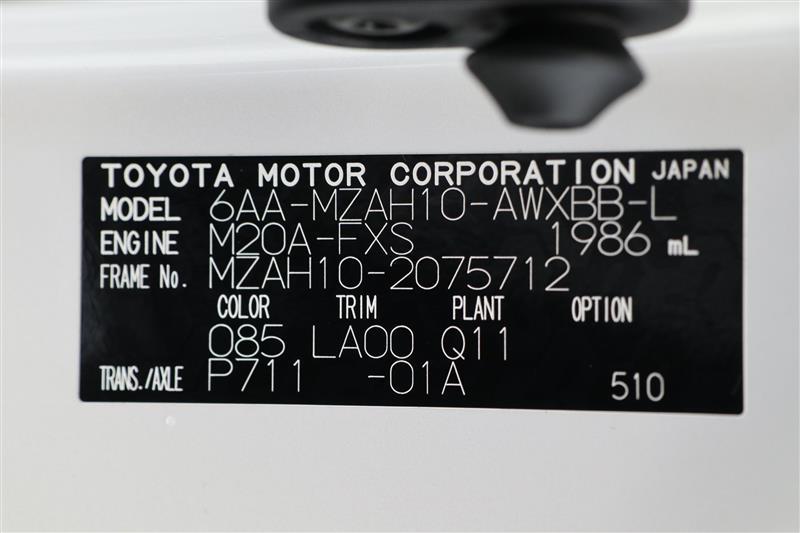 TOYOTA MOTOR CORPORATION JAPAN
MODEL 6AA-MZAH10-AWXBB-L
ENGINE M20A-FXS 1986 mL
FRAME No. MZAH10-2075712
COLOR TRIM PLANT OPTION
085 LA00 Q11
TRANS./AXLE P711 -01A 510